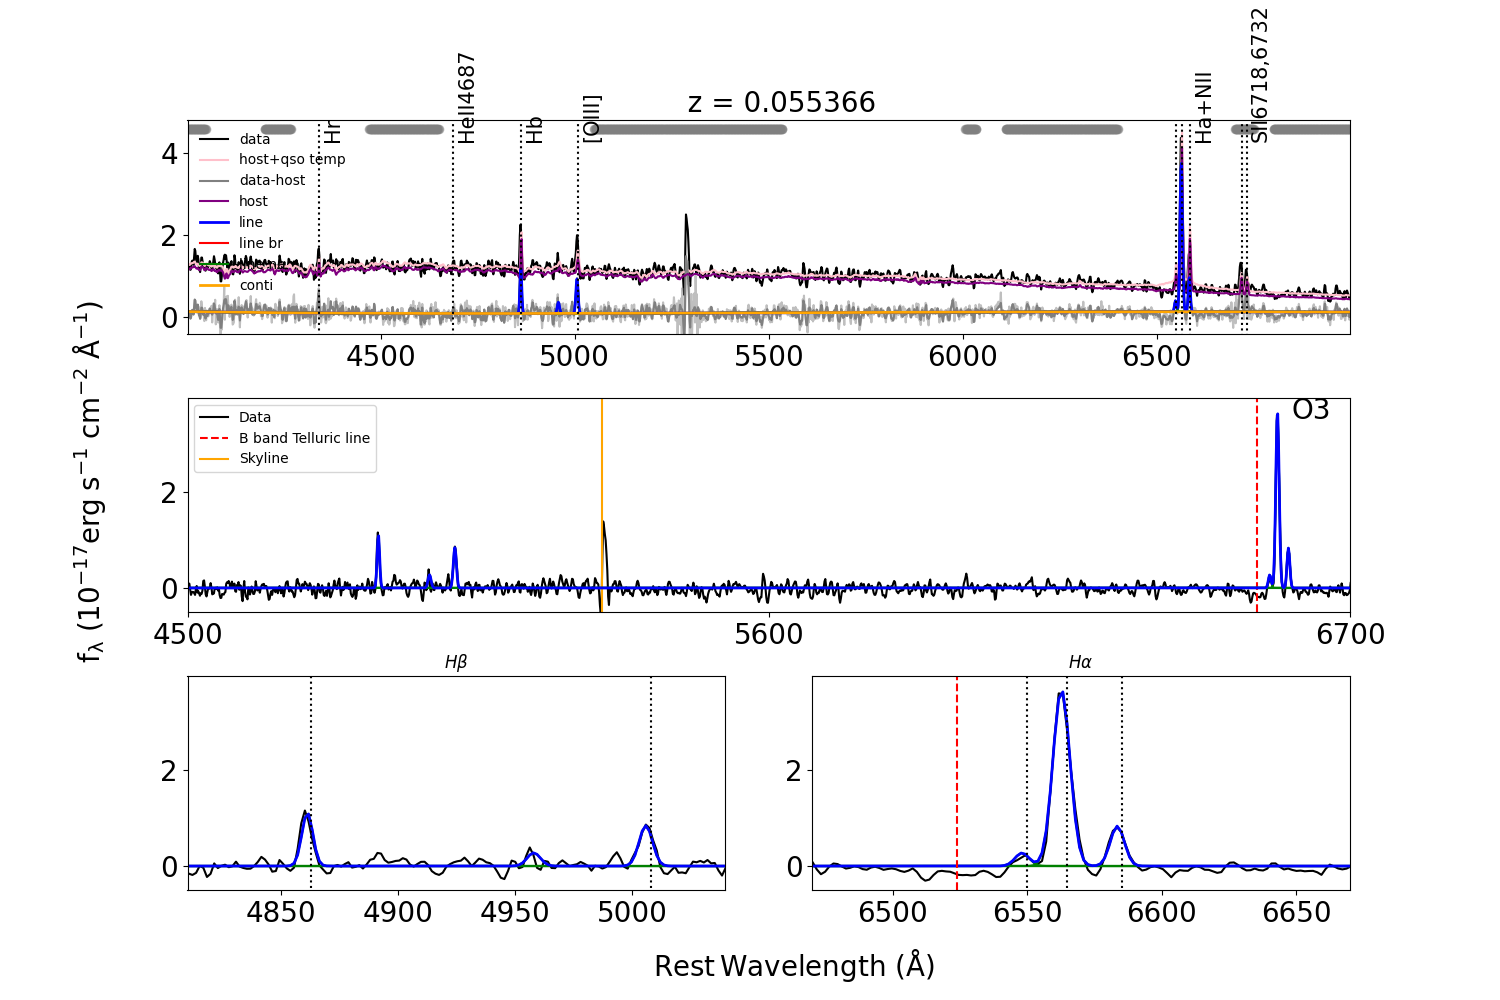 z = 0.055366
Hr
HeII4687
Hb
[OIII]
Ha+NII
SII6718,6732
data
host+qso temp
data-host
host
line
line br
conti
4
2
0
4500
5000
5500
6000
6500
Data
B band Telluric line
Skyline
O3
2
0
4500
5600
6700
fλ (10⁻¹⁷erg s⁻¹ cm⁻² Å⁻¹)
Hβ
2
0
4850
4900
4950
5000
Hα
2
0
6500
6550
6600
6650
Rest Wavelength (Å)